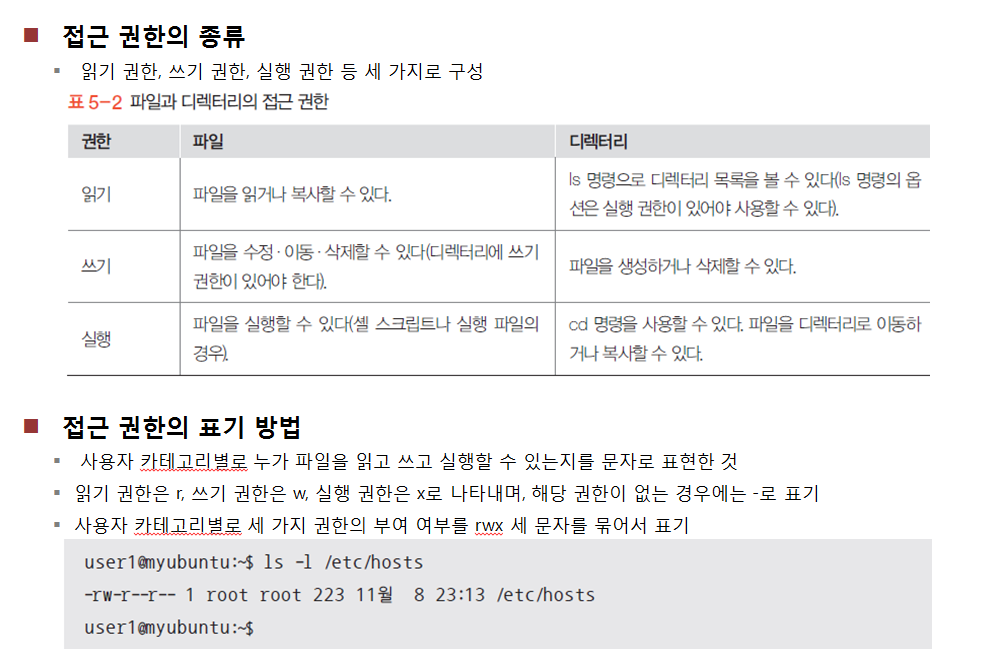 접근 권한의 종류
읽기 권한, 쓰기 권한, 실행 권한 등 세 가지로 구성
표 5-2 파일과 디렉터리의 접근 권한
권한 파일 디렉터리
읽기 파일을 읽거나 복사할 수 있다. ls 명령으로 디렉터리 목록을 볼 수 있다(ls 명령의 옵
션은 실행 권한이 있어야 사용할 수 있다).
쓰기 파일을 수정·이동·삭제할 수 있다(디렉터리에 쓰기
권한이 있어야 한다). 파일을 생성하거나 삭제할 수 있다.
실행 파일을 실행할 수 있다(셸 스크립트나 실행 파일의
경우). cd 명령을 사용할 수 있다. 파일을 디렉터리로 이동하
거나 복사할 수 있다.
접근 권한의 표기 방법
사용자 카테고리별로 누가 파일을 읽고 쓰고 실행할 수 있는지를 문자로 표현한 것
읽기 권한은 r, 쓰기 권한은 w, 실행 권한은 x로 나타내며, 해당 권한이 없는 경우에는 -로 표기
사용자 카테고리별로 세 가지 권한의 부여 여부를 rwx 세 문자를 묶어서 표기
user1@myubuntu:~$ ls -l /etc/hosts
-rw-r--r-- 1 root root 223 11월  8 23:13 /etc/hosts
user1@myubuntu:~$